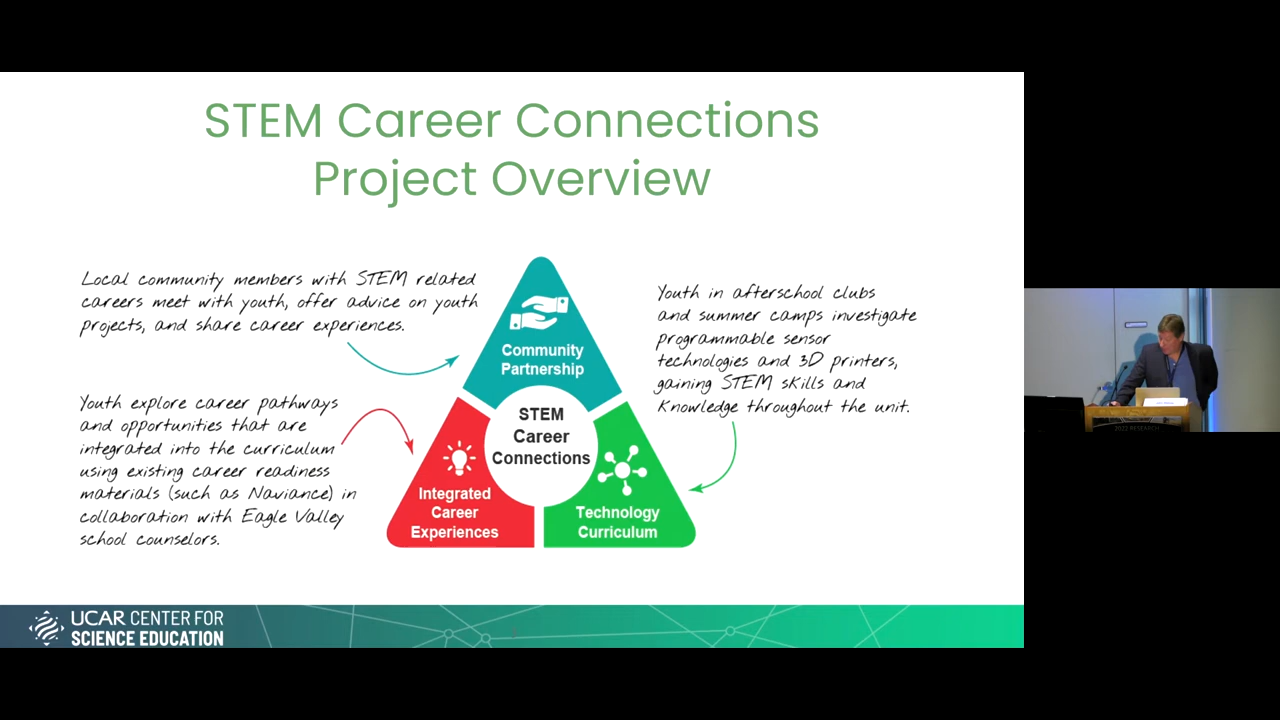 STEM Career Connections
Project Overview
Local community members with STEM related
careers meet with youth, offer advice on youth
projects, and share career experiences.
Youth explore career pathways
and opportunities that are
integrated into the curriculum
using existing career readiness
materials (such as Naviance) in
collaboration with Eagle Valley
school counselors.
Community
Partnership
STEM
Career
Connections
Integrated
Career
Experiences
Technology
Curriculum
Youth in afterschool clubs
and summer camps investigate
programmable sensor
technologies and 3D printers,
gaining STEM skills and
knowledge throughout the unit.
UCAR CENTER FOR
SCIENCE EDUCATION
2022 RESEARCH